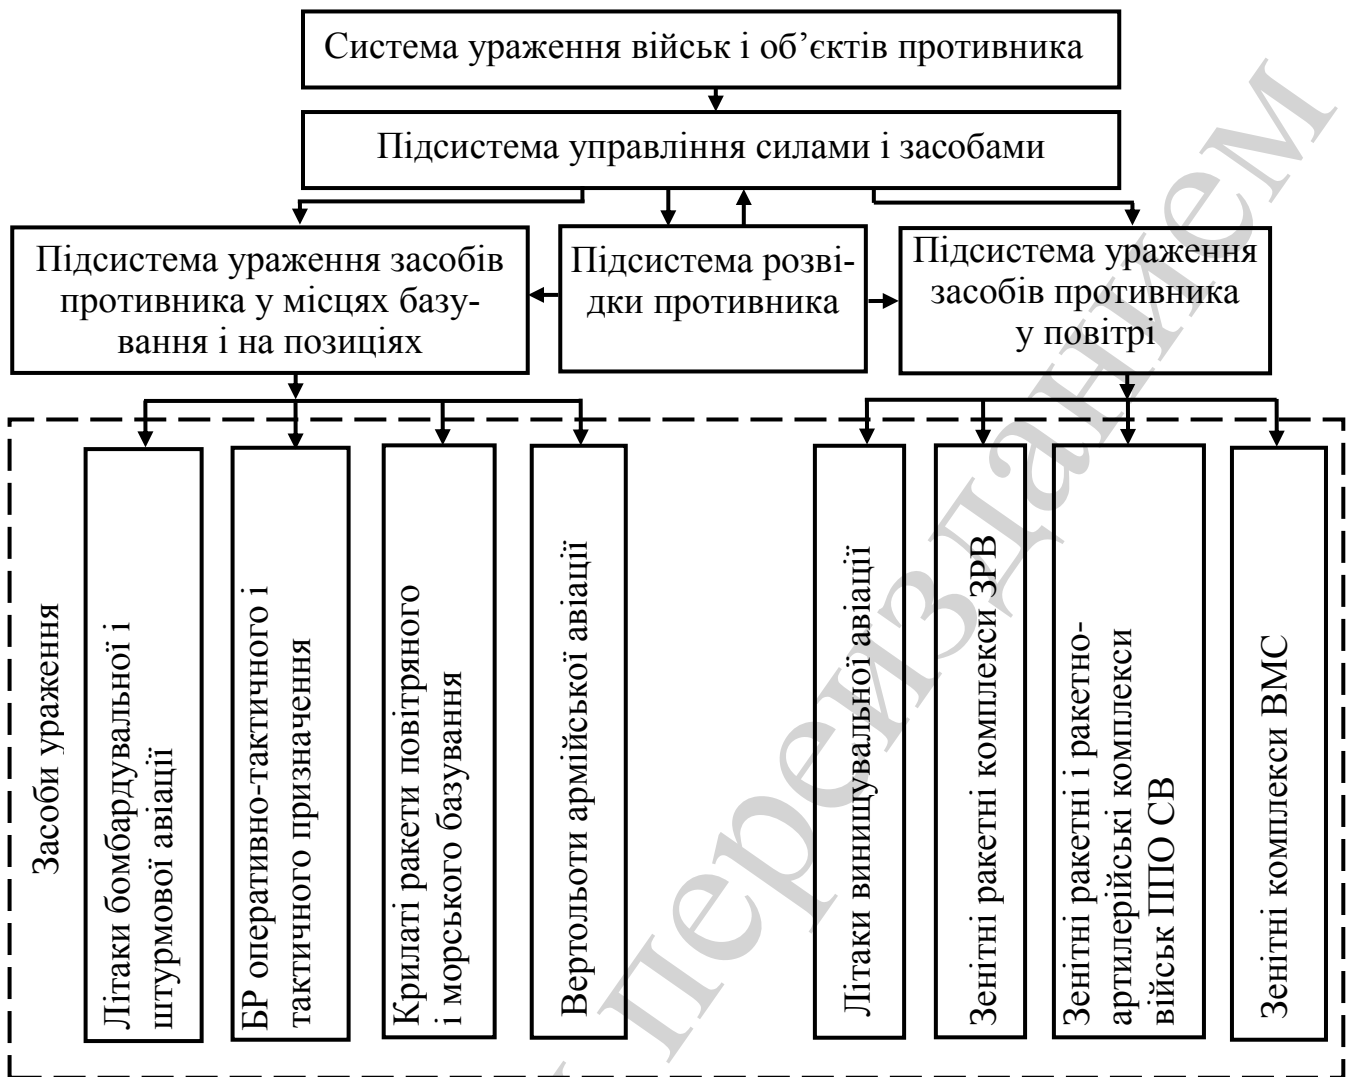 Система ураження військ і об’єктів противника
Підсистема управління силами і засобами
Підсистема ураження засобів
противника у місцях базу-
вання і на позиціях
Підсистема розві-
дки противника
Підсистема ураження
засобів противника
у повітрі
Засоби ураження
Літаки бомбардувальної і
штурмової авіації
БР оперативно-тактичного і
тактичного призначення
Крилаті ракети повітряного
і морського базування
Вертольоти армійської авіації
Літаки винищувальної авіації
Зенітні ракетні комплекси ЗРВ
Зенітні ракетні і ракетно-
артилерійські комплекси
військ ППО СВ
Зенітні комплекси ВМС
переизданием